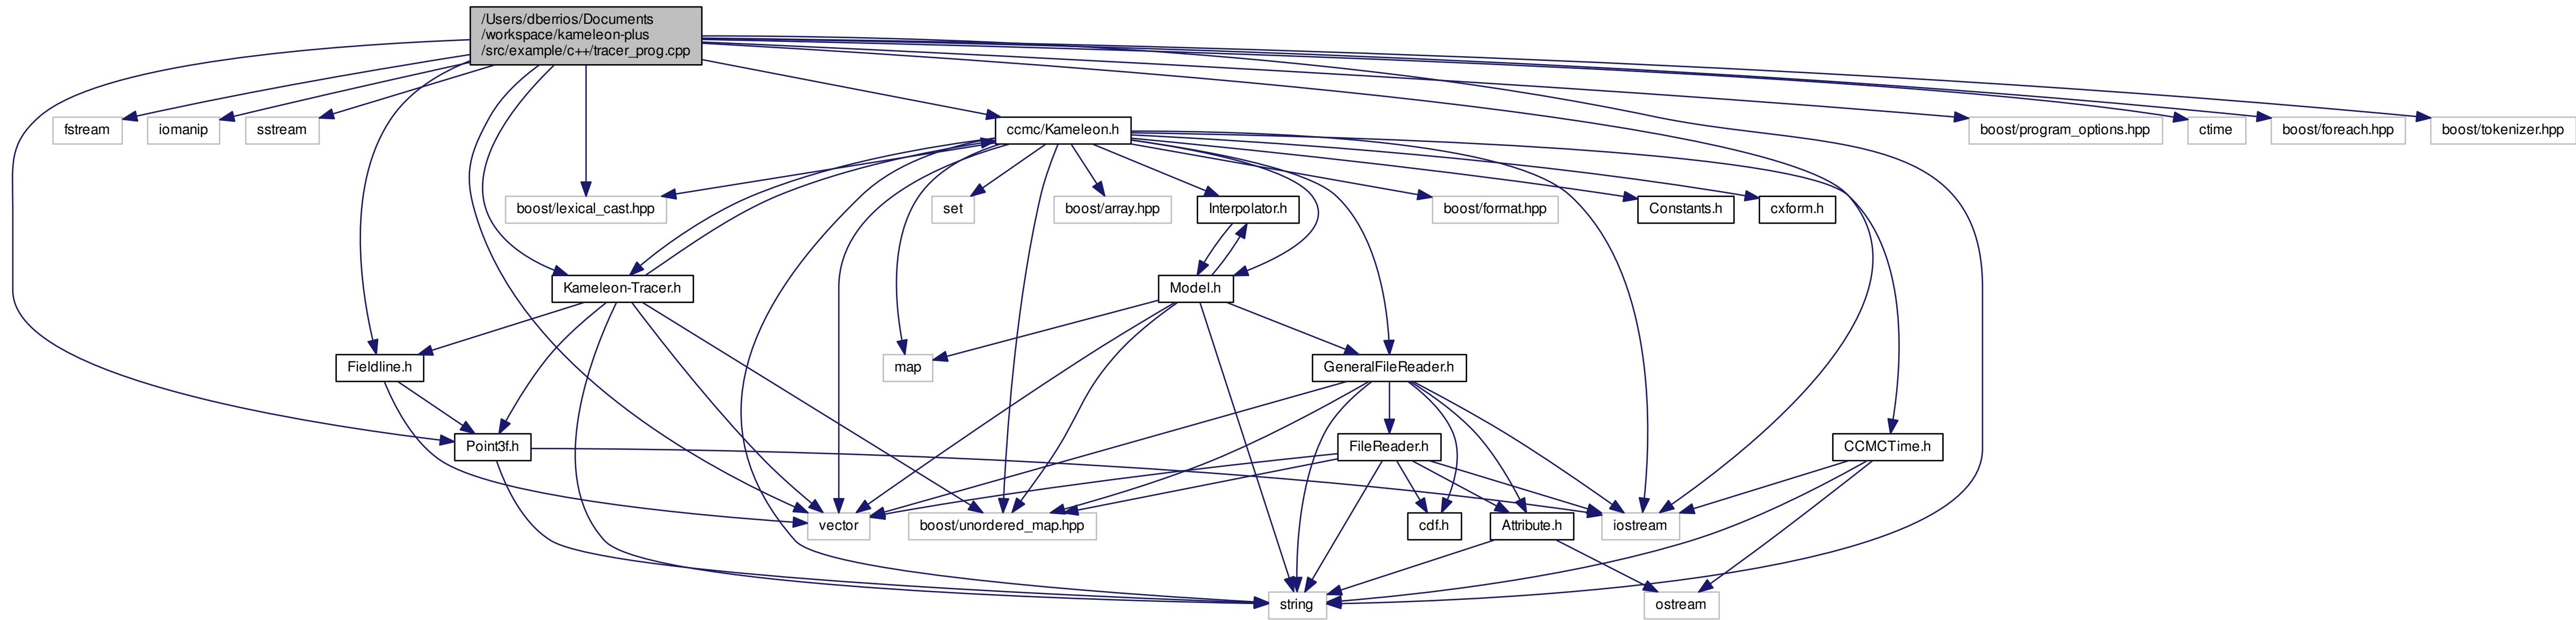 /Users/dberrios/Documents
/workspace/kameleon-plus
/src/example/c++/tracer_prog.cpp
fstream
iomanip
sstream
ccmc/Kameleon.h
boost/program_options.hpp
ctime
boost/foreach.hpp
boost/tokenizer.hpp
boost/lexical_cast.hpp
set
boost/array.hpp
Interpolator.h
boost/format.hpp
Constants.h
cxform.h
Kameleon-Tracer.h
Model.h
Fieldline.h
map
GeneralFileReader.h
Point3f.h
FileReader.h
CCMCTime.h
vector
boost/unordered_map.hpp
cdf.h
Attribute.h
iostream
string
ostream